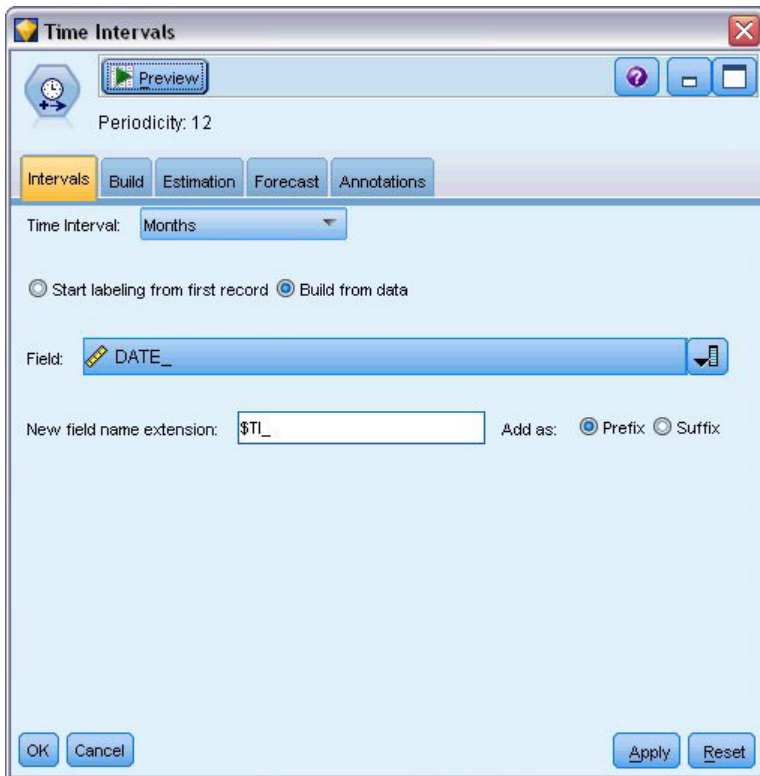 Time Intervals
Preview
Periodicity: 12
Intervals Build Estimation Forecast Annotations
Time Interval: Months
Start labeling from first record Build from data
Field: DATE_
New field name extension: $TI_ Add as: Prefix Suffix
OK Cancel Apply Reset